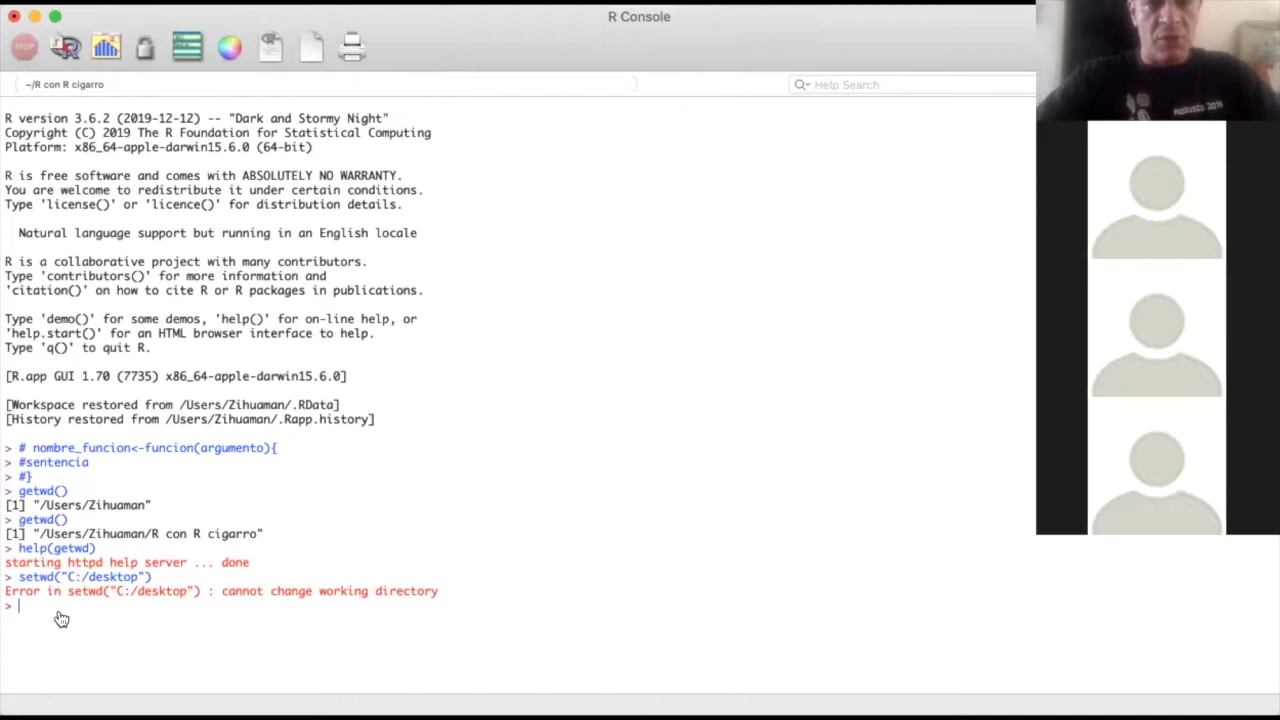 R Console
STOP
~/R con R cigarro
Help Search
R version 3.6.2 (2019-12-12) -- "Dark and Stormy Night"
Copyright (C) 2019 The R Foundation for Statistical Computing
Platform: x86_64-apple-darwin15.6.0 (64-bit)
R is free software and comes with ABSOLUTELY NO WARRANTY.
You are welcome to redistribute it under certain conditions.
Type 'license()' or 'licence()' for distribution details.
Natural language support but running in an English locale
R is a collaborative project with many contributors.
Type 'contributors()' for more information and
'citation()' on how to cite R or R packages in publications.
Type 'demo()' for some demos, 'help()' for on-line help, or
'help.start()' for an HTML browser interface to help.
Type 'q()' to quit R.
[R.app GUI 1.70 (7735) x86_64-apple-darwin15.6.0]
[Workspace restored from /Users/Zihuaman/.RData]
[History restored from /Users/Zihuaman/.Rapp.history]
> # nombre_funcion<-funcion(argumento){
> #sentencia
> #}
> getwd()
[1] "/Users/Zihuaman"
> getwd()
[1] "/Users/Zihuaman/R con R cigarro"
> help(getwd)
starting httpd help server ... done
> setwd("C:/desktop")
Error in setwd("C:/desktop") : cannot change working directory
>